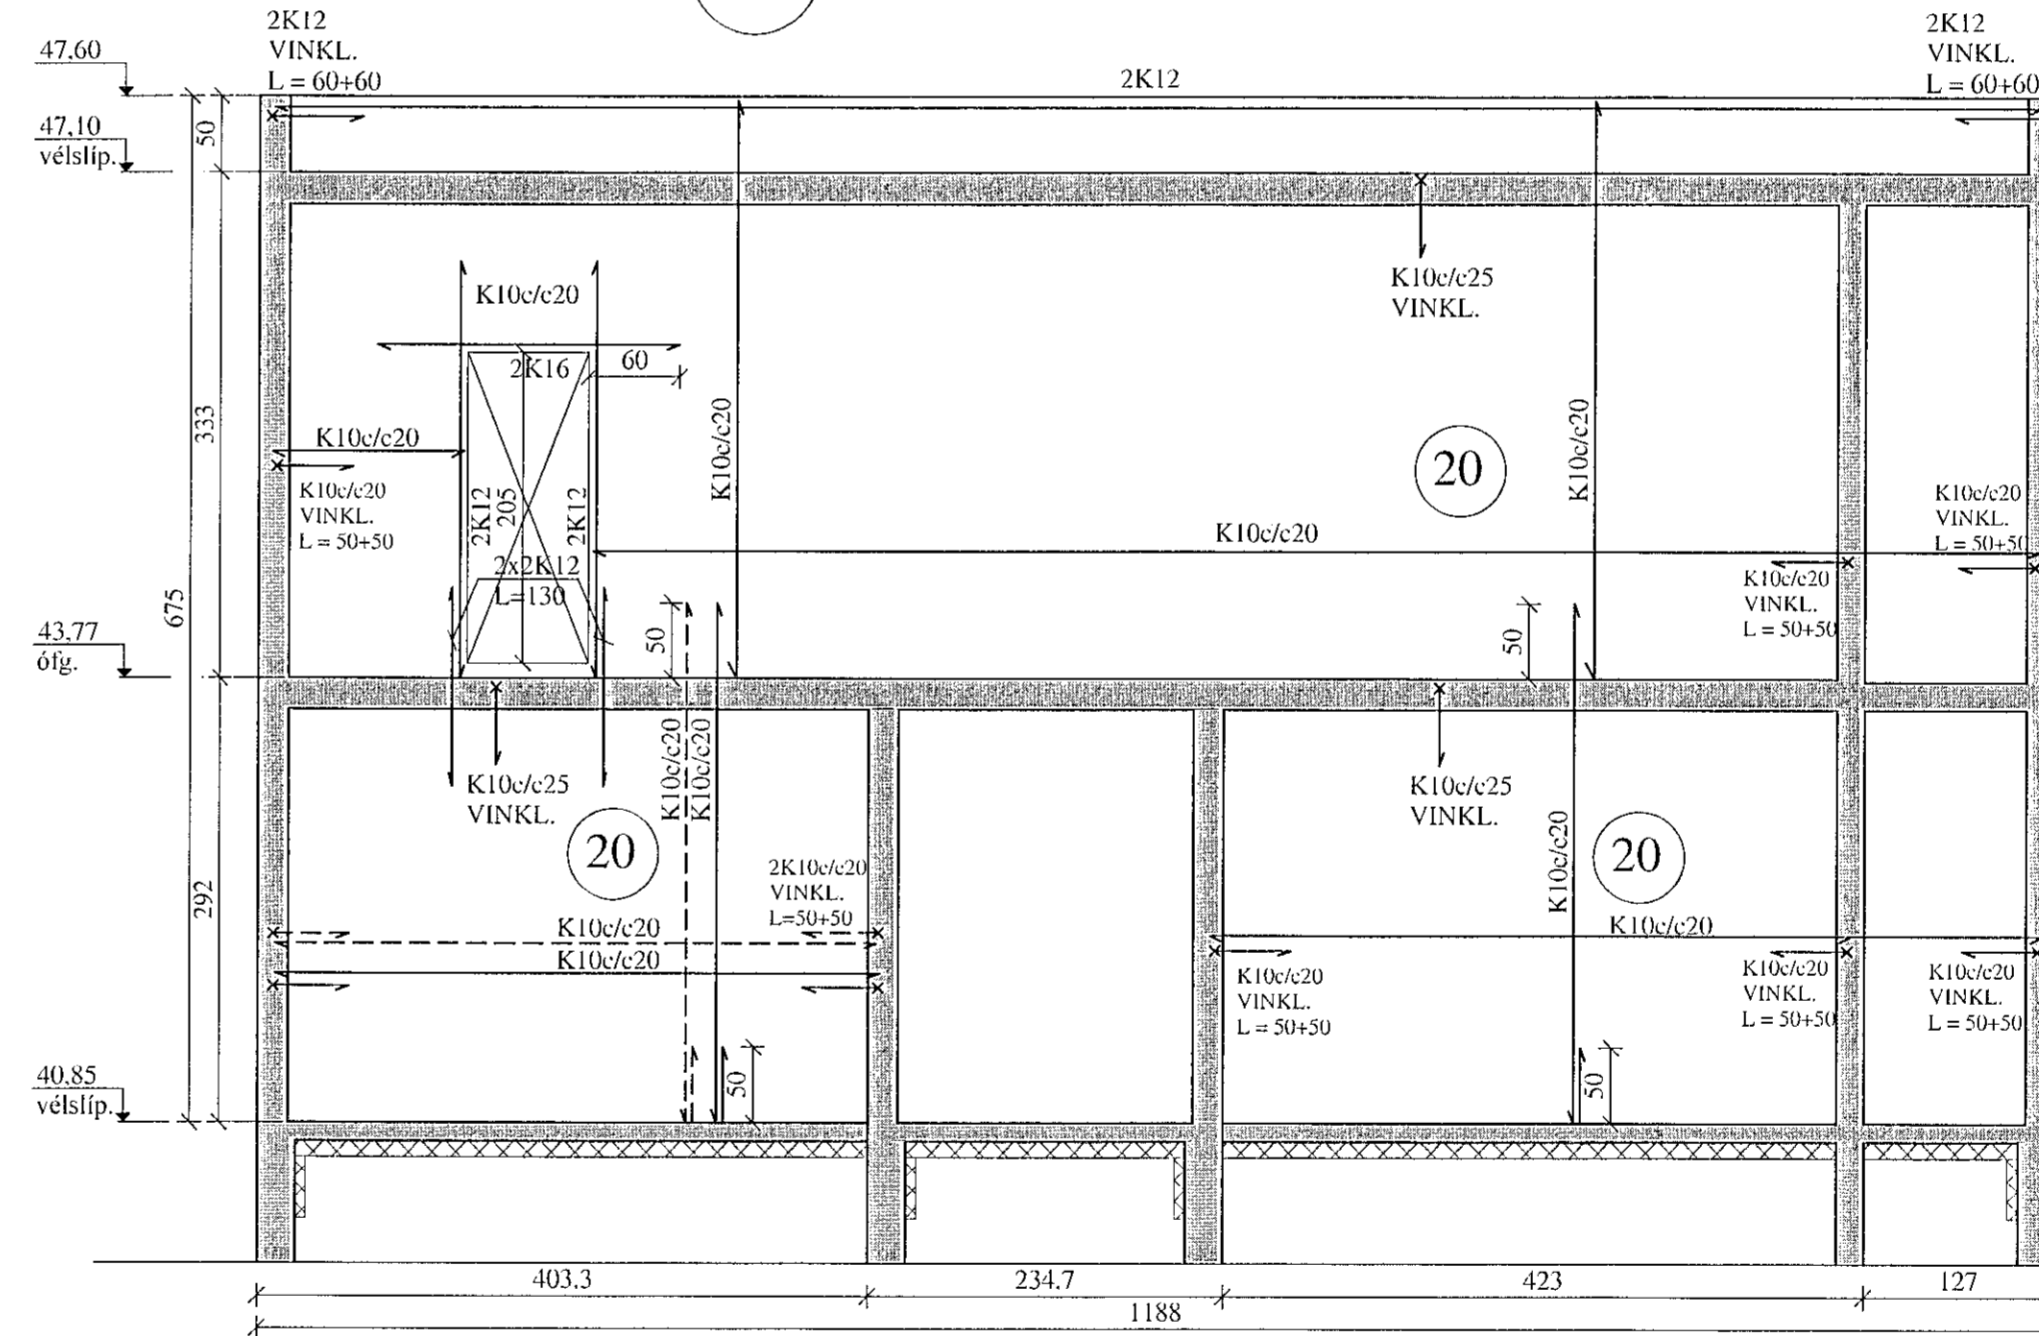 2K12
VINKL.
L = 60+60
2K12
2K12
VINKL.
L = 60+60
47,60
47,10
vélslíp.
50
K10c/c20
K10c/c25
VINKL.
2K16
60
333
K10c/c20
K10c/c20
K10c/c20
20
K10c/c20
VINKL.
L = 50+50
2K12
205
2K12
K10c/c20
K10c/c20
VINKL.
L = 50+50
2x2K12
L=130
K10c/c20
VINKL.
L = 50+50
675
43,77
ófg.
50
50
K10c/c20
K10c/c20
K10c/c25
VINKL.
K10c/c25
VINKL.
20
K10c/c20
20
292
2K10c/c20
VINKL.
L=50+50
K10c/c20
K10c/c20
K10c/c20
K10c/c20
VINKL.
L = 50+50
K10c/c20
VINKL.
L = 50+50
K10c/c20
VINKL.
L = 50+50
40,85
vélslíp.
50
50
403.3
234.7
423
127
1188